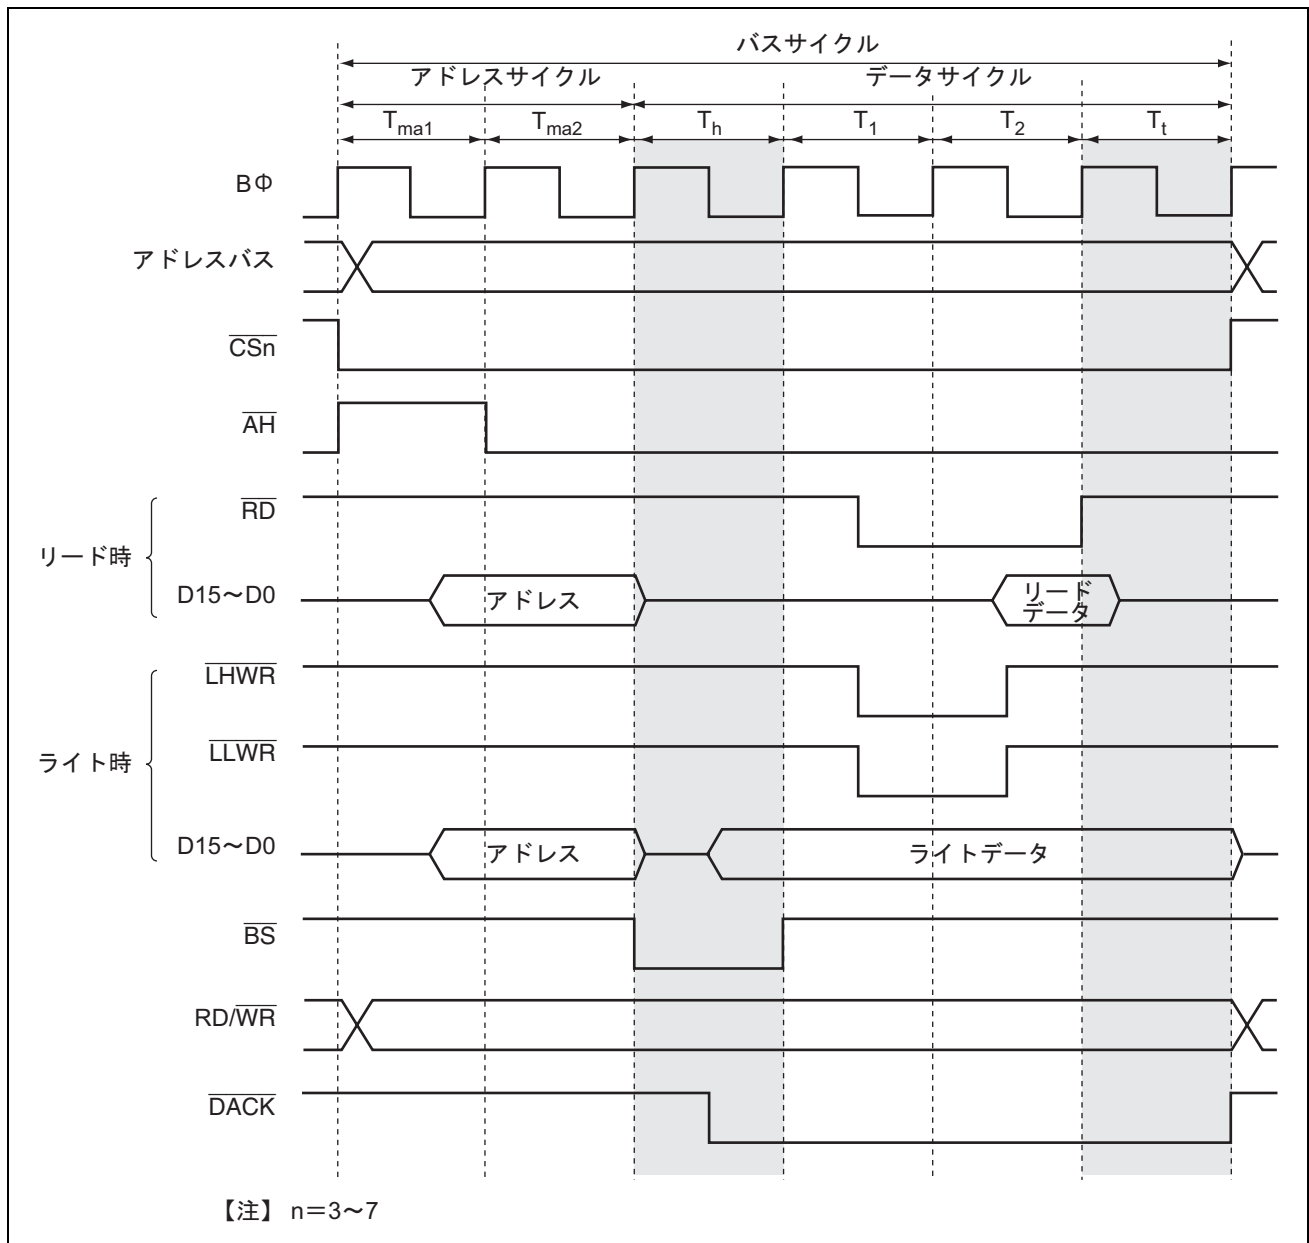 バスサイクル
アドレスサイクル データサイクル
Tma1 Tma2 Th T1 T2 Tt
BΦ
アドレスバス
CSn
AH
リード時
RD
D15～D0 アドレス リード
データ
ライト時
LHWR
LLWR
D15～D0 アドレス ライトデータ
BS
RD/WR
DACK
【注】 n＝3～7